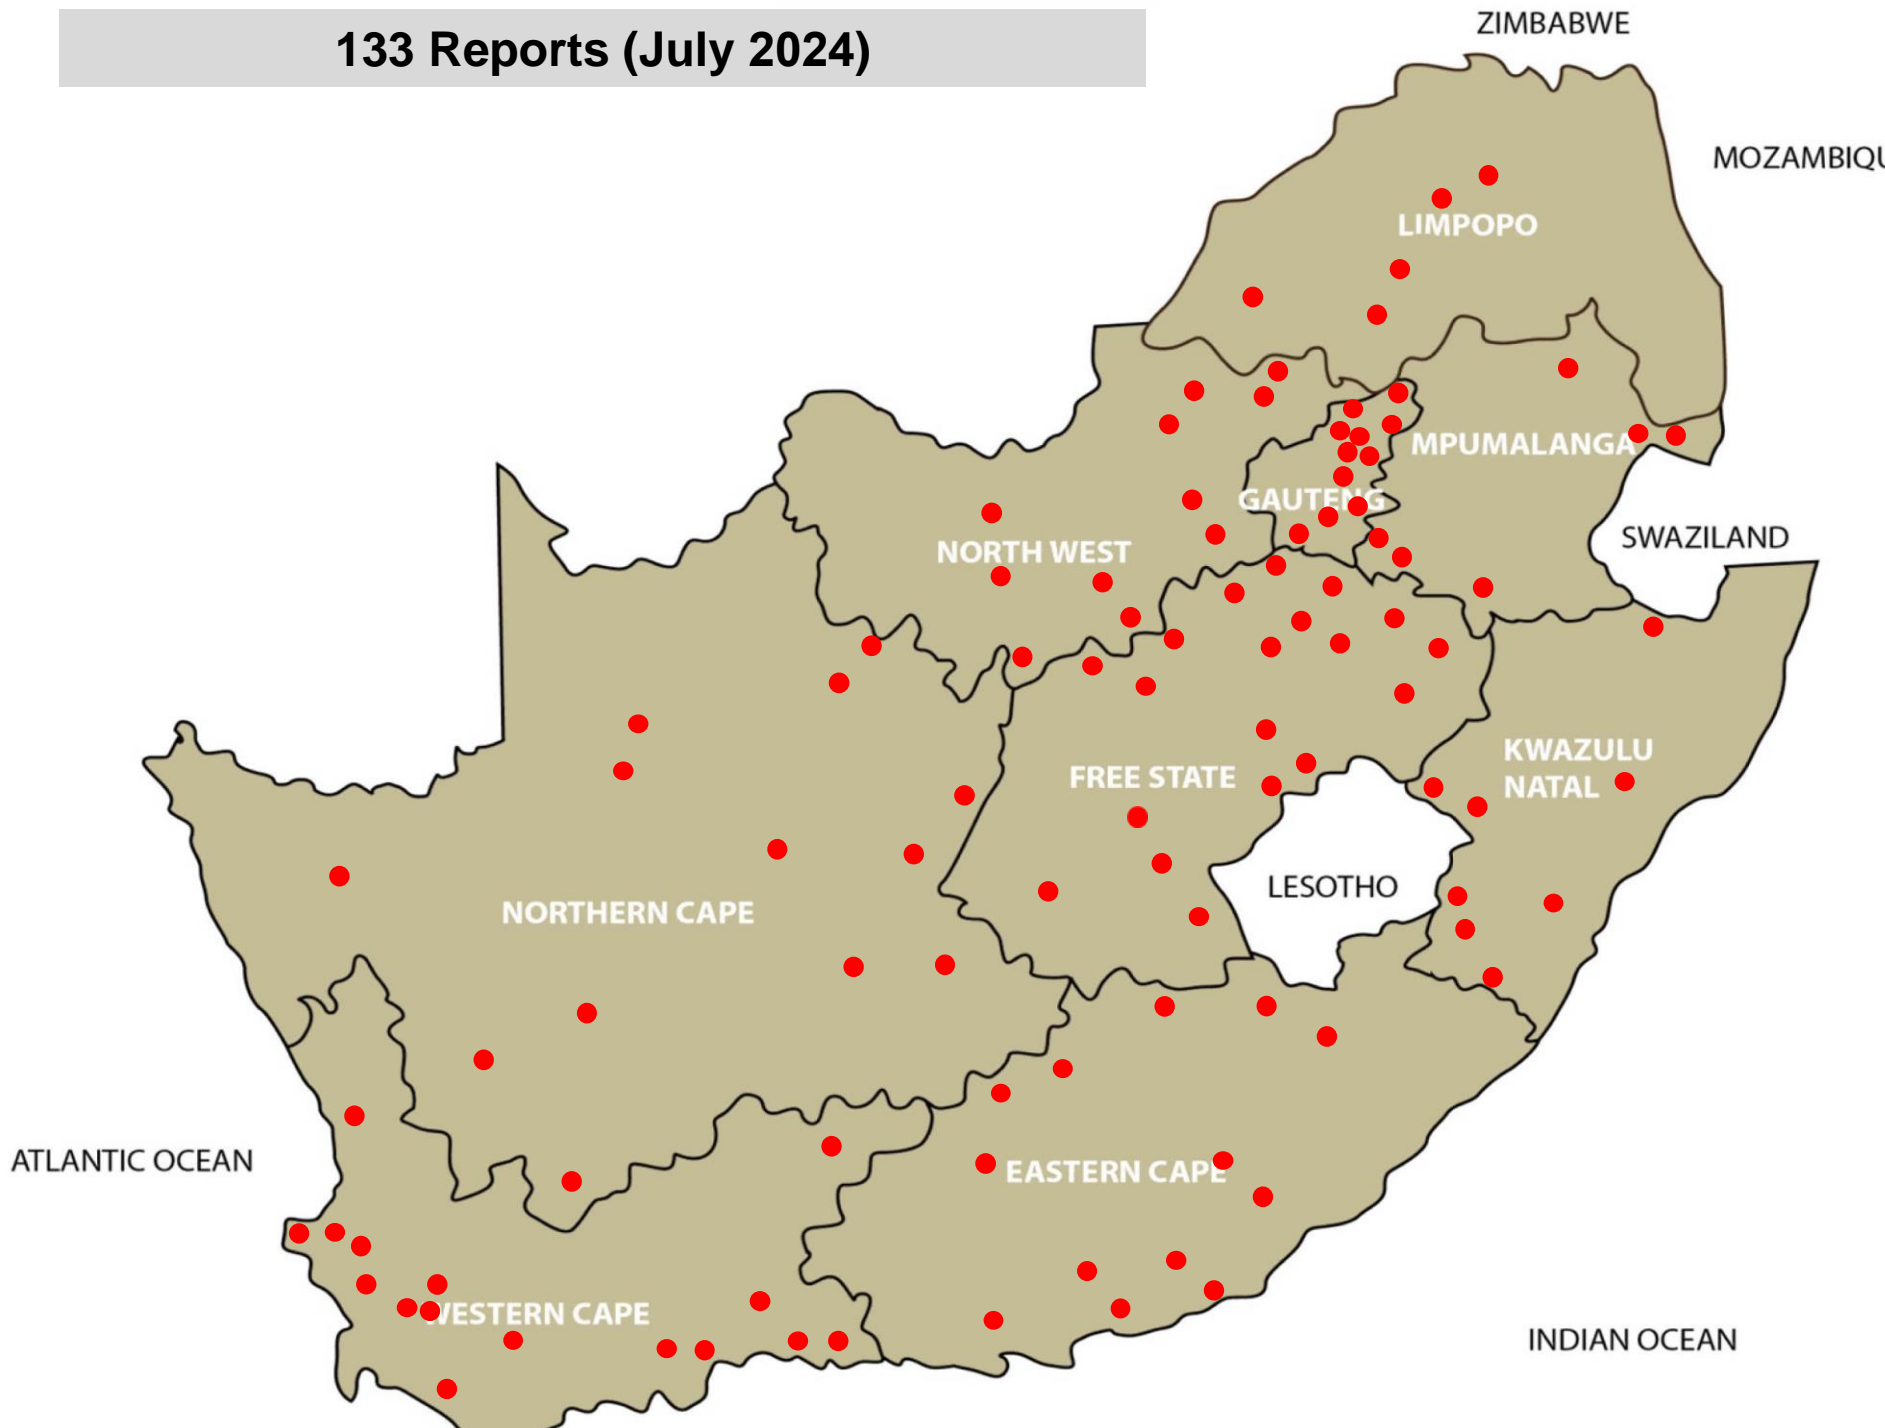 133 Reports (July 2024)
ZIMBABWE
MOZAMBIQU
LIMPOPO
MPUMALANGA
GAUTENG
SWAZILAND
NORTH WEST
KWAZULU
NATAL
FREE STATE
LESOTHO
NORTHERN CAPE
ATLANTIC OCEAN
EASTERN CAPE
WESTERN CAPE
INDIAN OCEAN